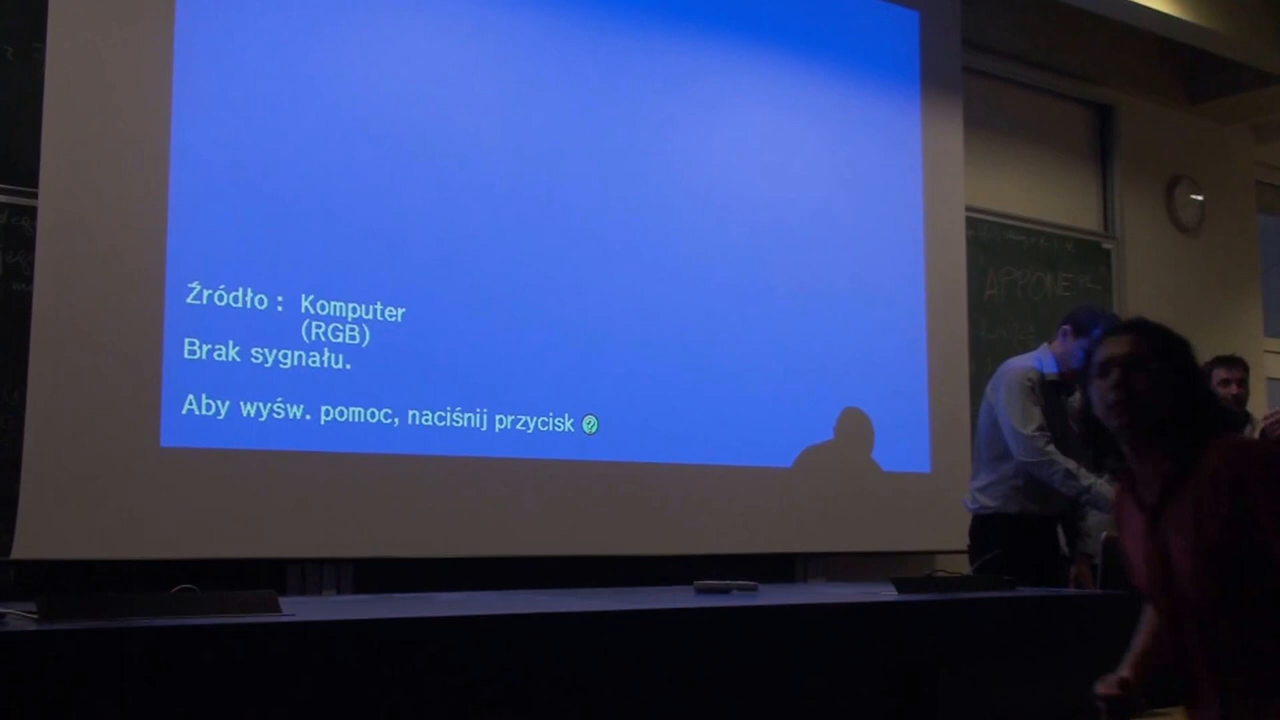 Źródło : Komputer
(RGB)
Brak sygnału.
Aby wyśw. pomoc, naciśnij przycisk ?